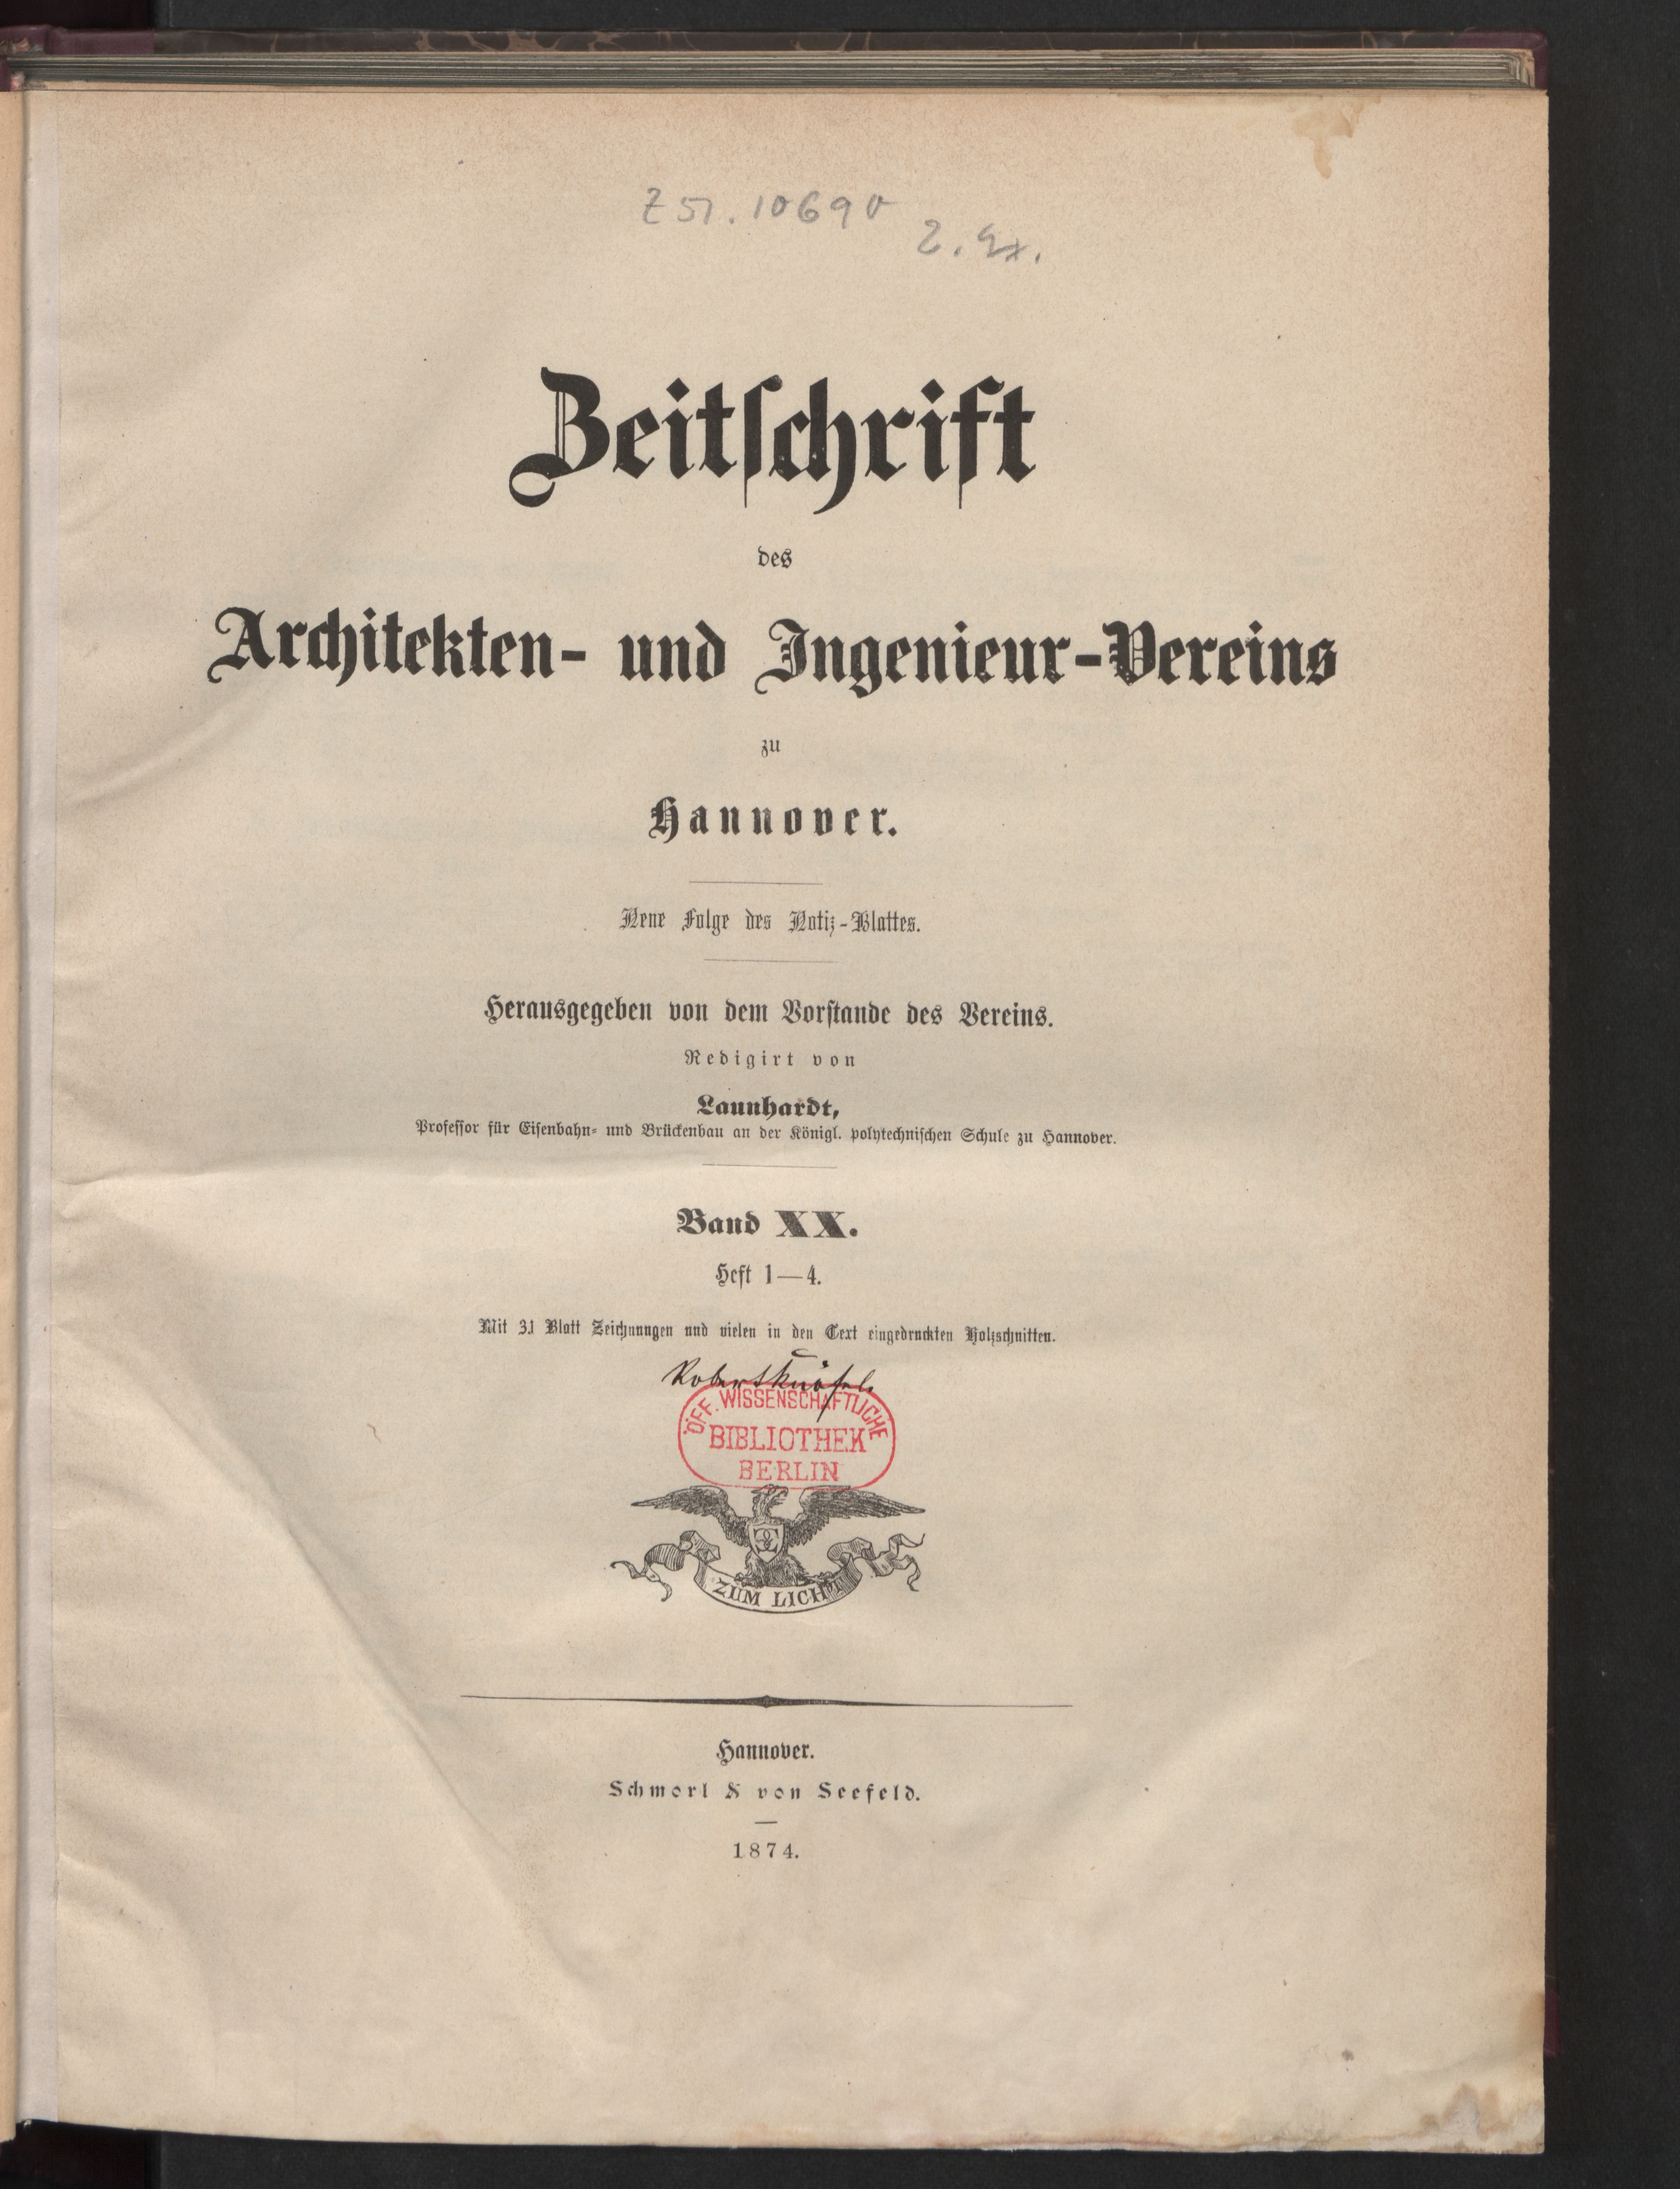 Zsn. 10690
2. Ex.
Zeitschrift
des
Architekten- und Ingenieur-Vereins
zu
Hannover.
Neue Folge des Notiz-Blattes.
Herausgegeben von dem Vorstande des Vereins.
Redigirt von
Launhardt,
Professor für Eisenbahn- und Brückenbau an der Königl. polytechnischen Schule zu Hannover.
Band XX.
Heft 1—4.
Mit 31 Blatt Zeichnungen und vielen in den Text eingedruckten Holzschnitten.
Robert Knöfel.
ÖFF. WISSENSCHAFTLICHE
BIBLIOTHEK
BERLIN
ZUM LICHT
Hannover.
Schmorl & von Seefeld.
1874.